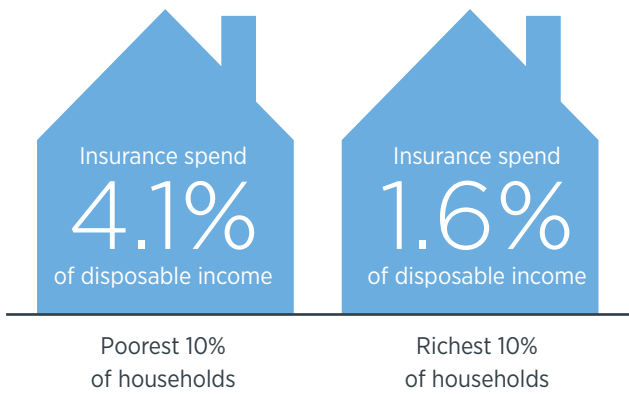 Insurance spend
4.1%
of disposable income
Poorest 10%
of households
Insurance spend
1.6%
of disposable income
Richest 10%
of households